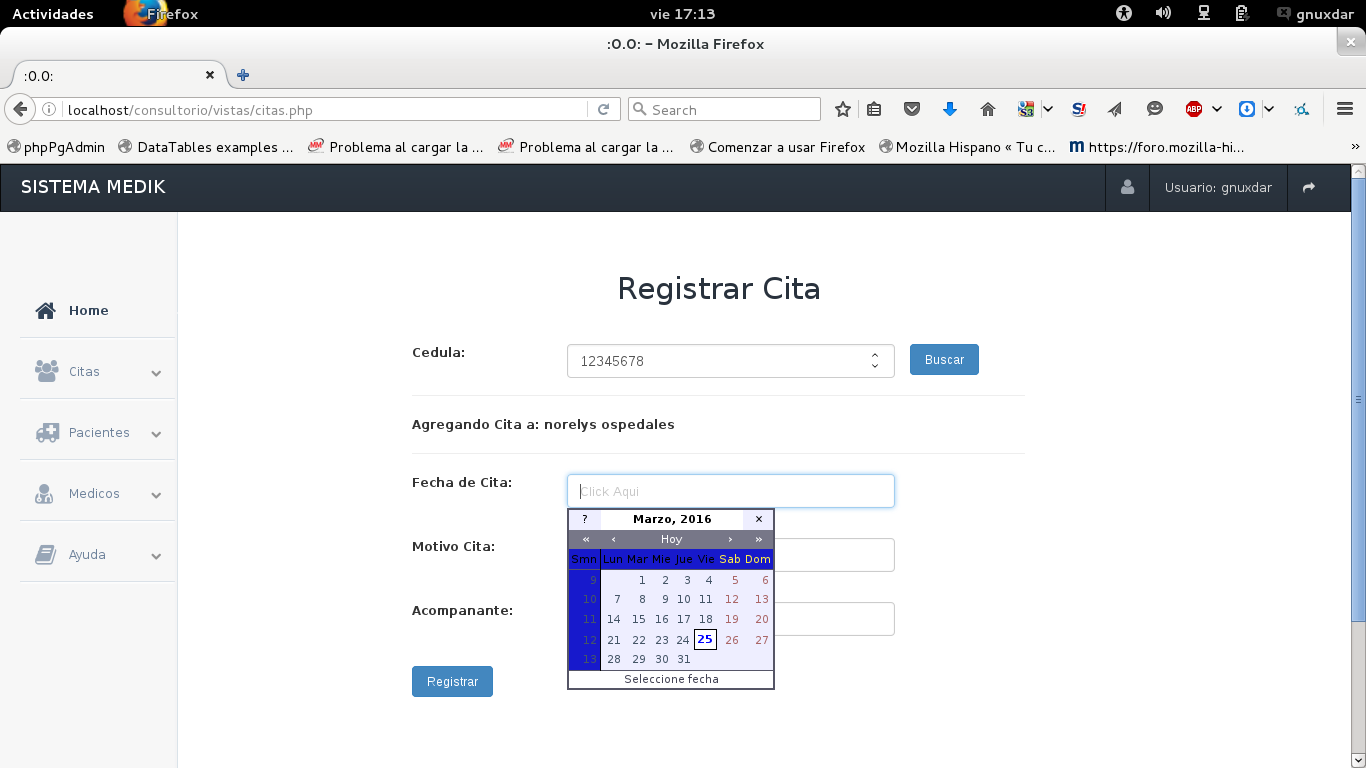 Actividades Firefox vie 17:13 gnuxdar
:0.0: - Mozilla Firefox ×
:0.0: × +
localhost/consultorio/vistas/citas.php Search S! ABP
phpPgAdmin DataTables examples ... Problema al cargar la ... Problema al cargar la ... Comenzar a usar Firefox Mozilla Hispano « Tu c... m https://foro.mozilla-hi... »
SISTEMA MEDIK Usuario: gnuxdar
Home
Citas
Pacientes
Medicos
Ayuda
Registrar Cita
Cedula: 12345678 Buscar
Agregando Cita a: norelys ospedales
Fecha de Cita: Click Aqui
? Marzo, 2016 ×
« ‹ Hoy › »
Smn Lun Mar Mie Jue Vie Sab Dom
9 1 2 3 4 5 6
10 7 8 9 10 11 12 13
11 14 15 16 17 18 19 20
12 21 22 23 24 25 26 27
13 28 29 30 31
Seleccione fecha
Motivo Cita:
Acompanante:
Registrar